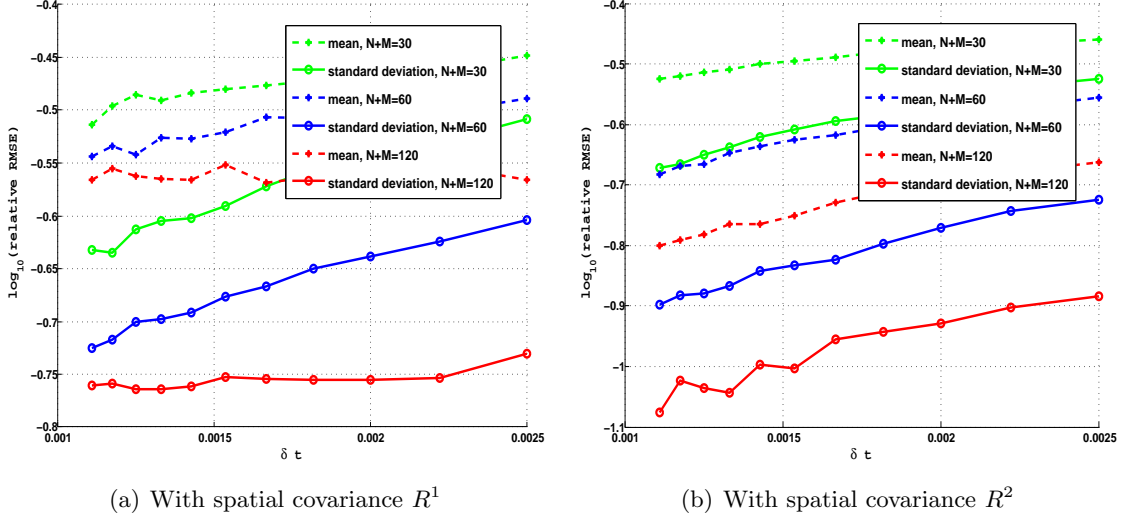 -0.4
-0.45
-0.5
-0.55
-0.6
-0.65
-0.7
-0.75
-0.8
log₁₀(relative RMSE)
mean, N+M=30
standard deviation, N+M=30
mean, N+M=60
standard deviation, N+M=60
mean, N+M=120
standard deviation, N+M=120
0.001 0.0015 0.002 0.0025
δ t
(a) With spatial covariance R¹
-0.4
-0.5
-0.6
-0.7
-0.8
-0.9
-1
-1.1
log₁₀(relative RMSE)
mean, N+M=30
standard deviation, N+M=30
mean, N+M=60
standard deviation, N+M=60
mean, N+M=120
standard deviation, N+M=120
0.001 0.0015 0.002 0.0025
δ t
(b) With spatial covariance R²